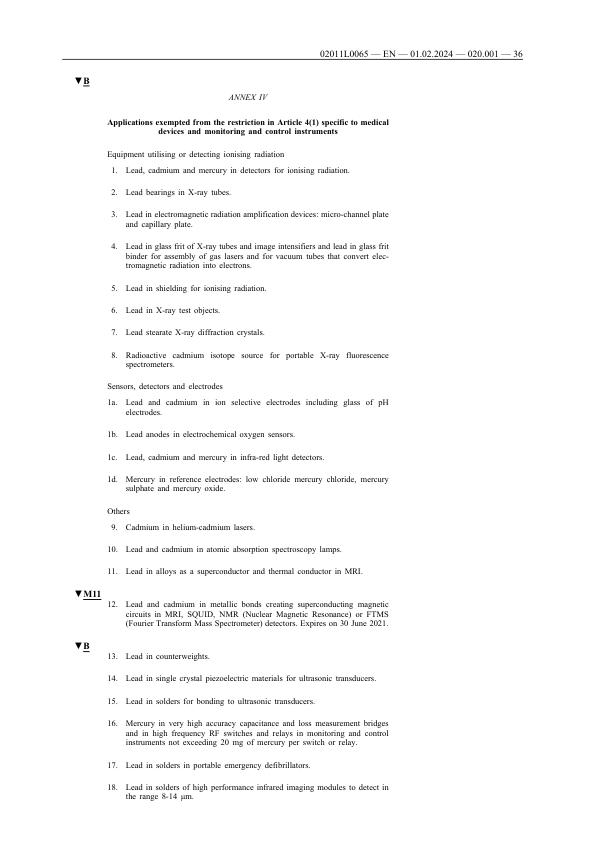 02011L0065 — EN — 01.02.2024 — 020.001 — 36
▼B
ANNEX IV
Applications exempted from the restriction in Article 4(1) specific to medical
devices and monitoring and control instruments
Equipment utilising or detecting ionising radiation
1. Lead, cadmium and mercury in detectors for ionising radiation.
2. Lead bearings in X-ray tubes.
3. Lead in electromagnetic radiation amplification devices: micro-channel plate
and capillary plate.
4. Lead in glass frit of X-ray tubes and image intensifiers and lead in glass frit
binder for assembly of gas lasers and for vacuum tubes that convert elec-
tromagnetic radiation into electrons.
5. Lead in shielding for ionising radiation.
6. Lead in X-ray test objects.
7. Lead stearate X-ray diffraction crystals.
8. Radioactive cadmium isotope source for portable X-ray fluorescence
spectrometers.
Sensors, detectors and electrodes
1a. Lead and cadmium in ion selective electrodes including glass of pH
electrodes.
1b. Lead anodes in electrochemical oxygen sensors.
1c. Lead, cadmium and mercury in infra-red light detectors.
1d. Mercury in reference electrodes: low chloride mercury chloride, mercury
sulphate and mercury oxide.
Others
9. Cadmium in helium-cadmium lasers.
10. Lead and cadmium in atomic absorption spectroscopy lamps.
11. Lead in alloys as a superconductor and thermal conductor in MRI.
▼M11
12. Lead and cadmium in metallic bonds creating superconducting magnetic
circuits in MRI, SQUID, NMR (Nuclear Magnetic Resonance) or FTMS
(Fourier Transform Mass Spectrometer) detectors. Expires on 30 June 2021.
▼B
13. Lead in counterweights.
14. Lead in single crystal piezoelectric materials for ultrasonic transducers.
15. Lead in solders for bonding to ultrasonic transducers.
16. Mercury in very high accuracy capacitance and loss measurement bridges
and in high frequency RF switches and relays in monitoring and control
instruments not exceeding 20 mg of mercury per switch or relay.
17. Lead in solders in portable emergency defibrillators.
18. Lead in solders of high performance infrared imaging modules to detect in
the range 8-14 μm.